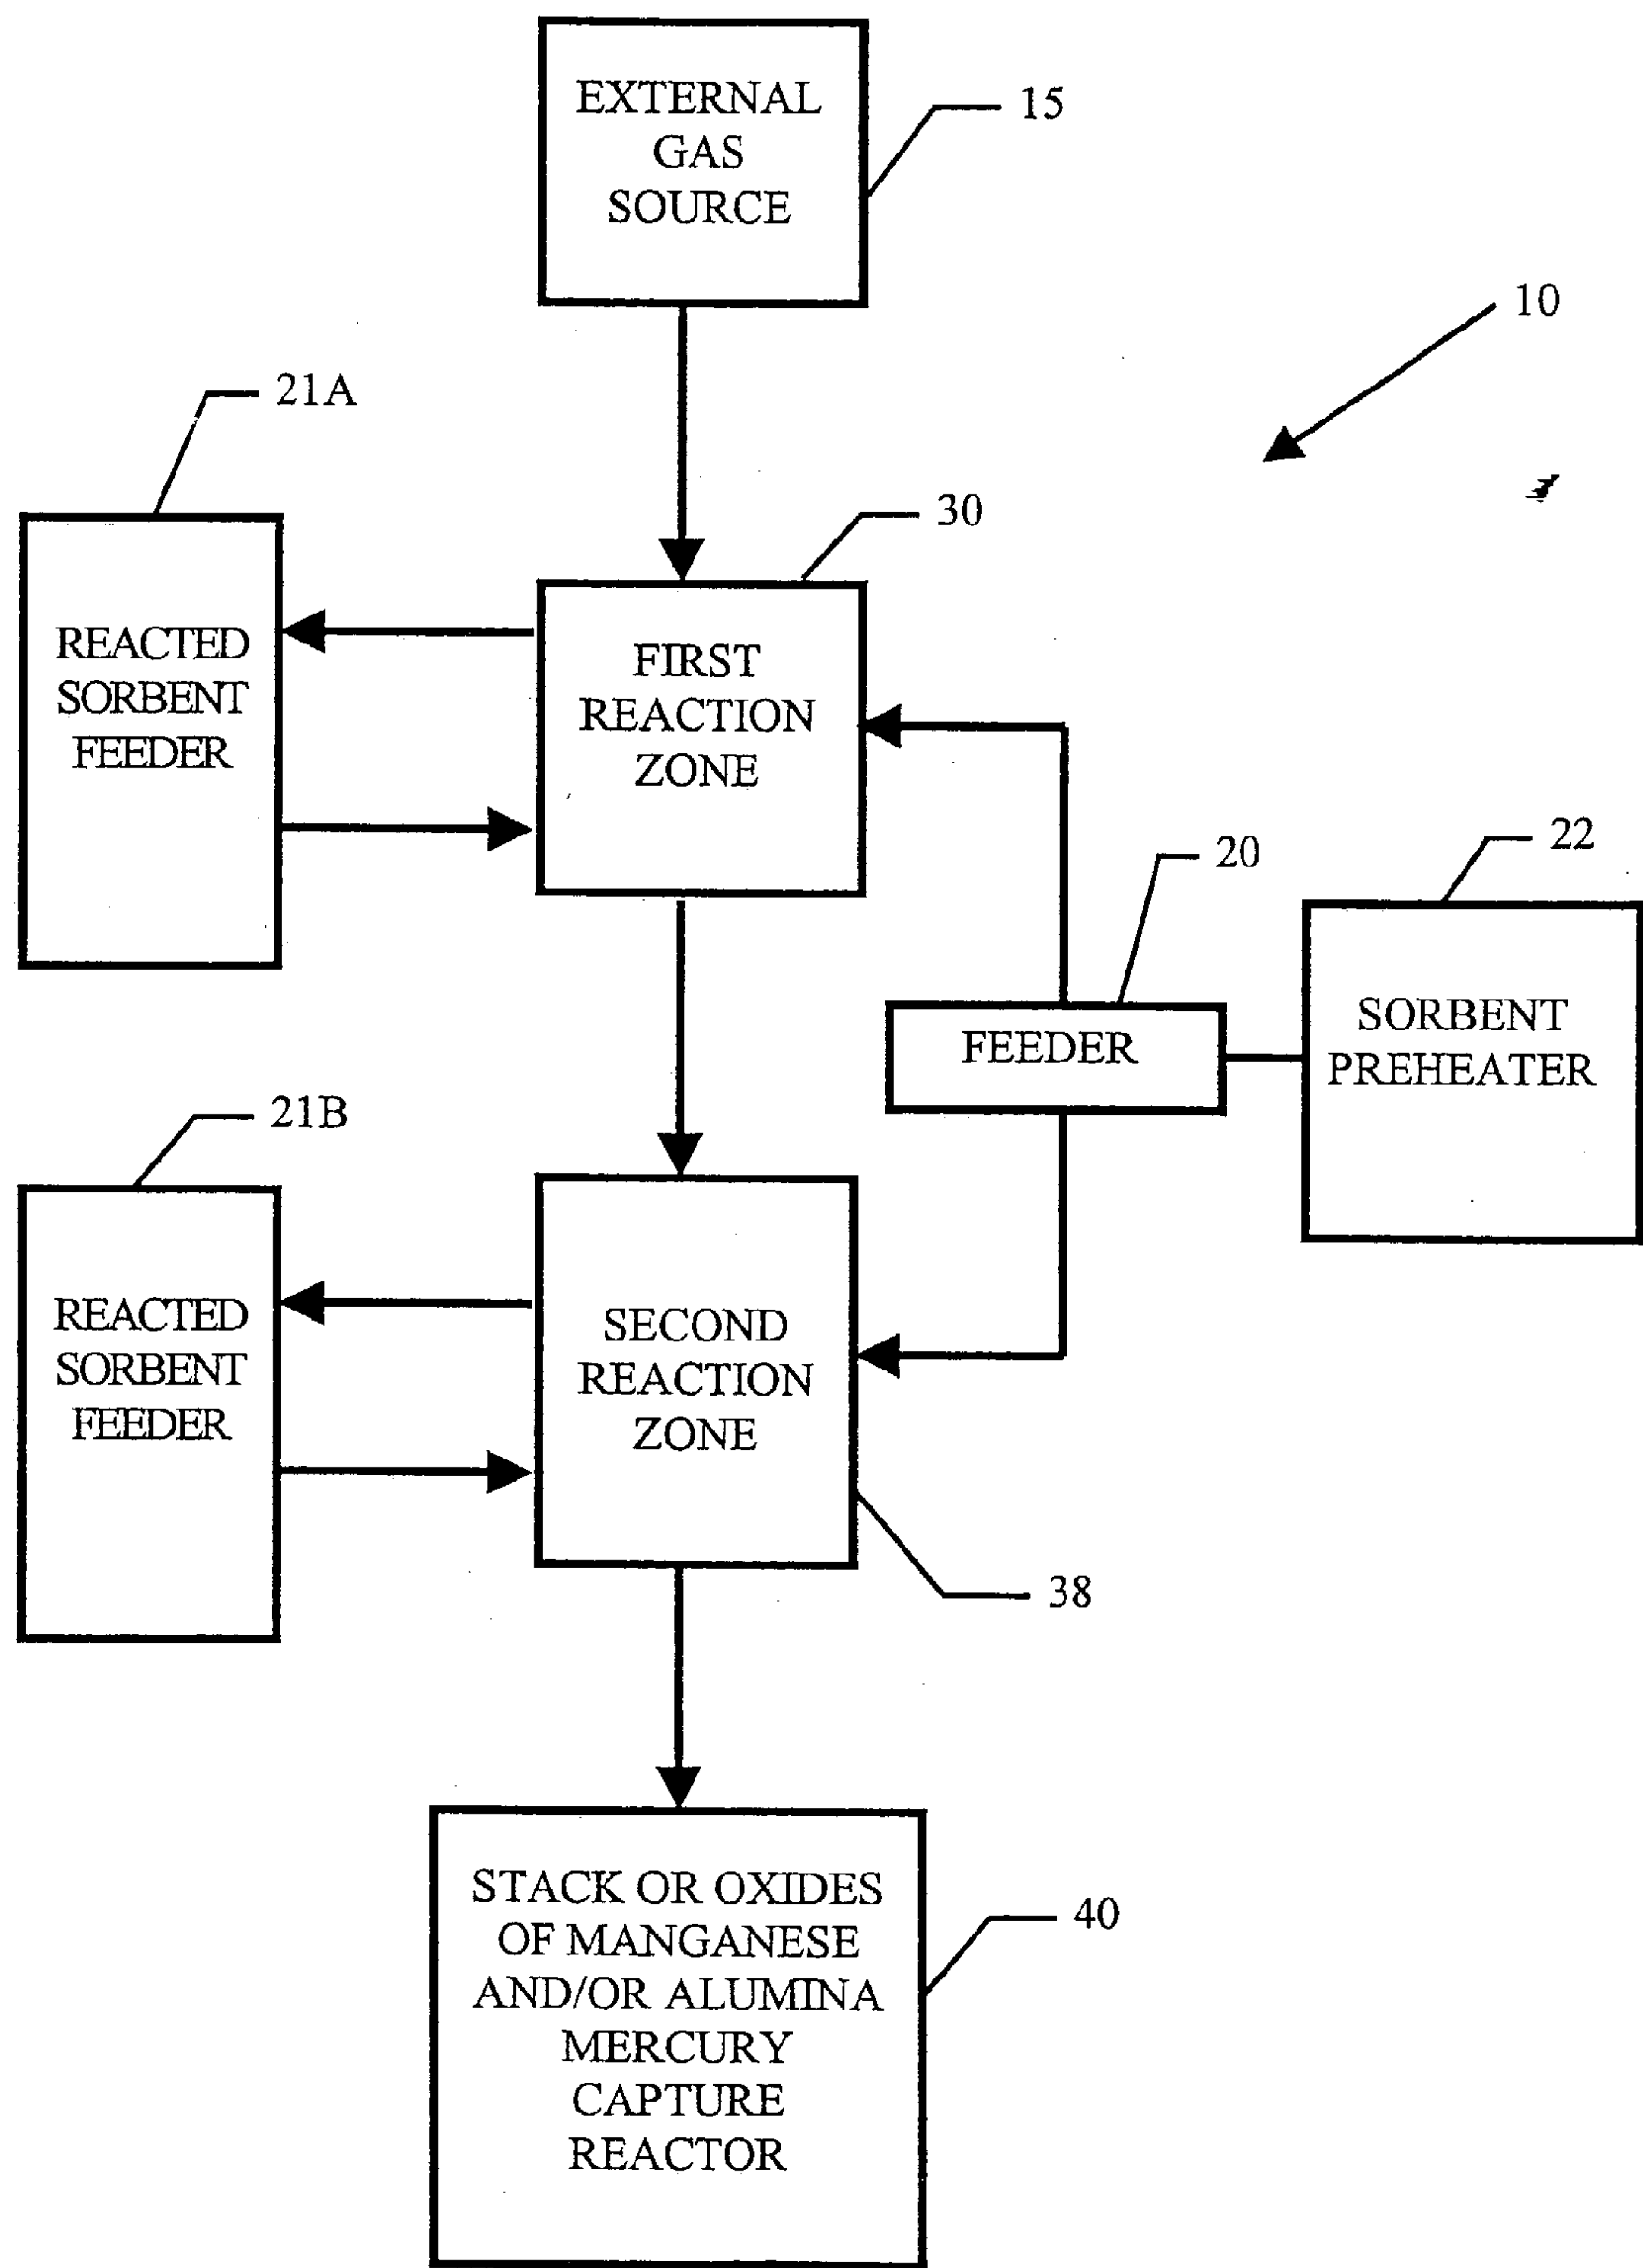 EXTERNAL
GAS
SOURCE
15
10
21A
30
REACTED
SORBENT
FEEDER
FIRST
REACTION
ZONE
20
22
FEEDER
SORBENT
PREHEATER
21B
REACTED
SORBENT
FEEDER
SECOND
REACTION
ZONE
38
STACK OR OXIDES
OF MANGANESE
AND/OR ALUMINA
MERCURY
CAPTURE
REACTOR
40